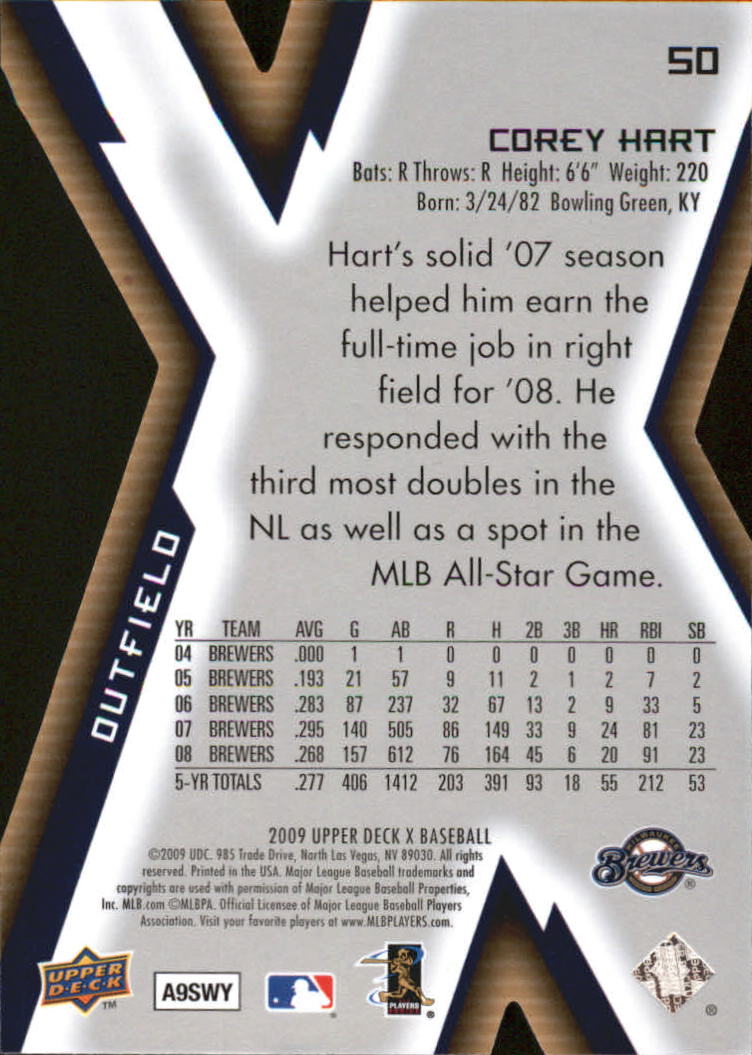 50
COREY HART
Bats: R Throws: R Height: 6'6" Weight: 220
Born: 3/24/82 Bowling Green, KY
Hart's solid '07 season
helped him earn the
full-time job in right
field for '08. He
responded with the
third most doubles in the
NL as well as a spot in the
MLB All-Star Game.
OUTFIELD
YR TEAM AVG G AB R H 2B 3B HR RBI SB
04 BREWERS .000 1 1 0 0 0 0 0 0 0
05 BREWERS .193 21 57 9 11 2 1 2 7 2
06 BREWERS .283 87 237 32 67 13 2 9 33 5
07 BREWERS .295 140 505 86 149 33 9 24 81 23
08 BREWERS .268 157 612 76 164 45 6 20 91 23
5-YR TOTALS .277 406 1412 203 391 93 18 55 212 53
2009 UPPER DECK X BASEBALL
©2009 UDC. 985 Trade Drive, North Las Vegas, NV 89030. All rights
reserved. Printed in the USA. Major League Baseball trademarks and
copyrights are used with permission of Major League Baseball Properties,
Inc. MLB.com ©MLBPA. Official Licensee of Major League Baseball Players
Association. Visit your favorite players at www.MLBPLAYERS.com.
MILWAUKEE
Brewers
®
UPPER
D·E·C·K
TM
A9SWY
®
PLAYERS
®
®